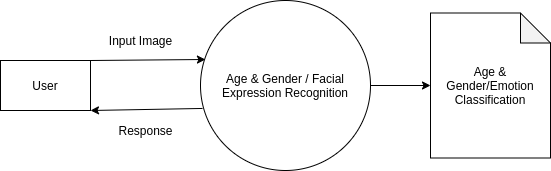 Input Image
User
Age & Gender / Facial
Expression Recognition
Response
Age &
Gender/Emotion
Classification